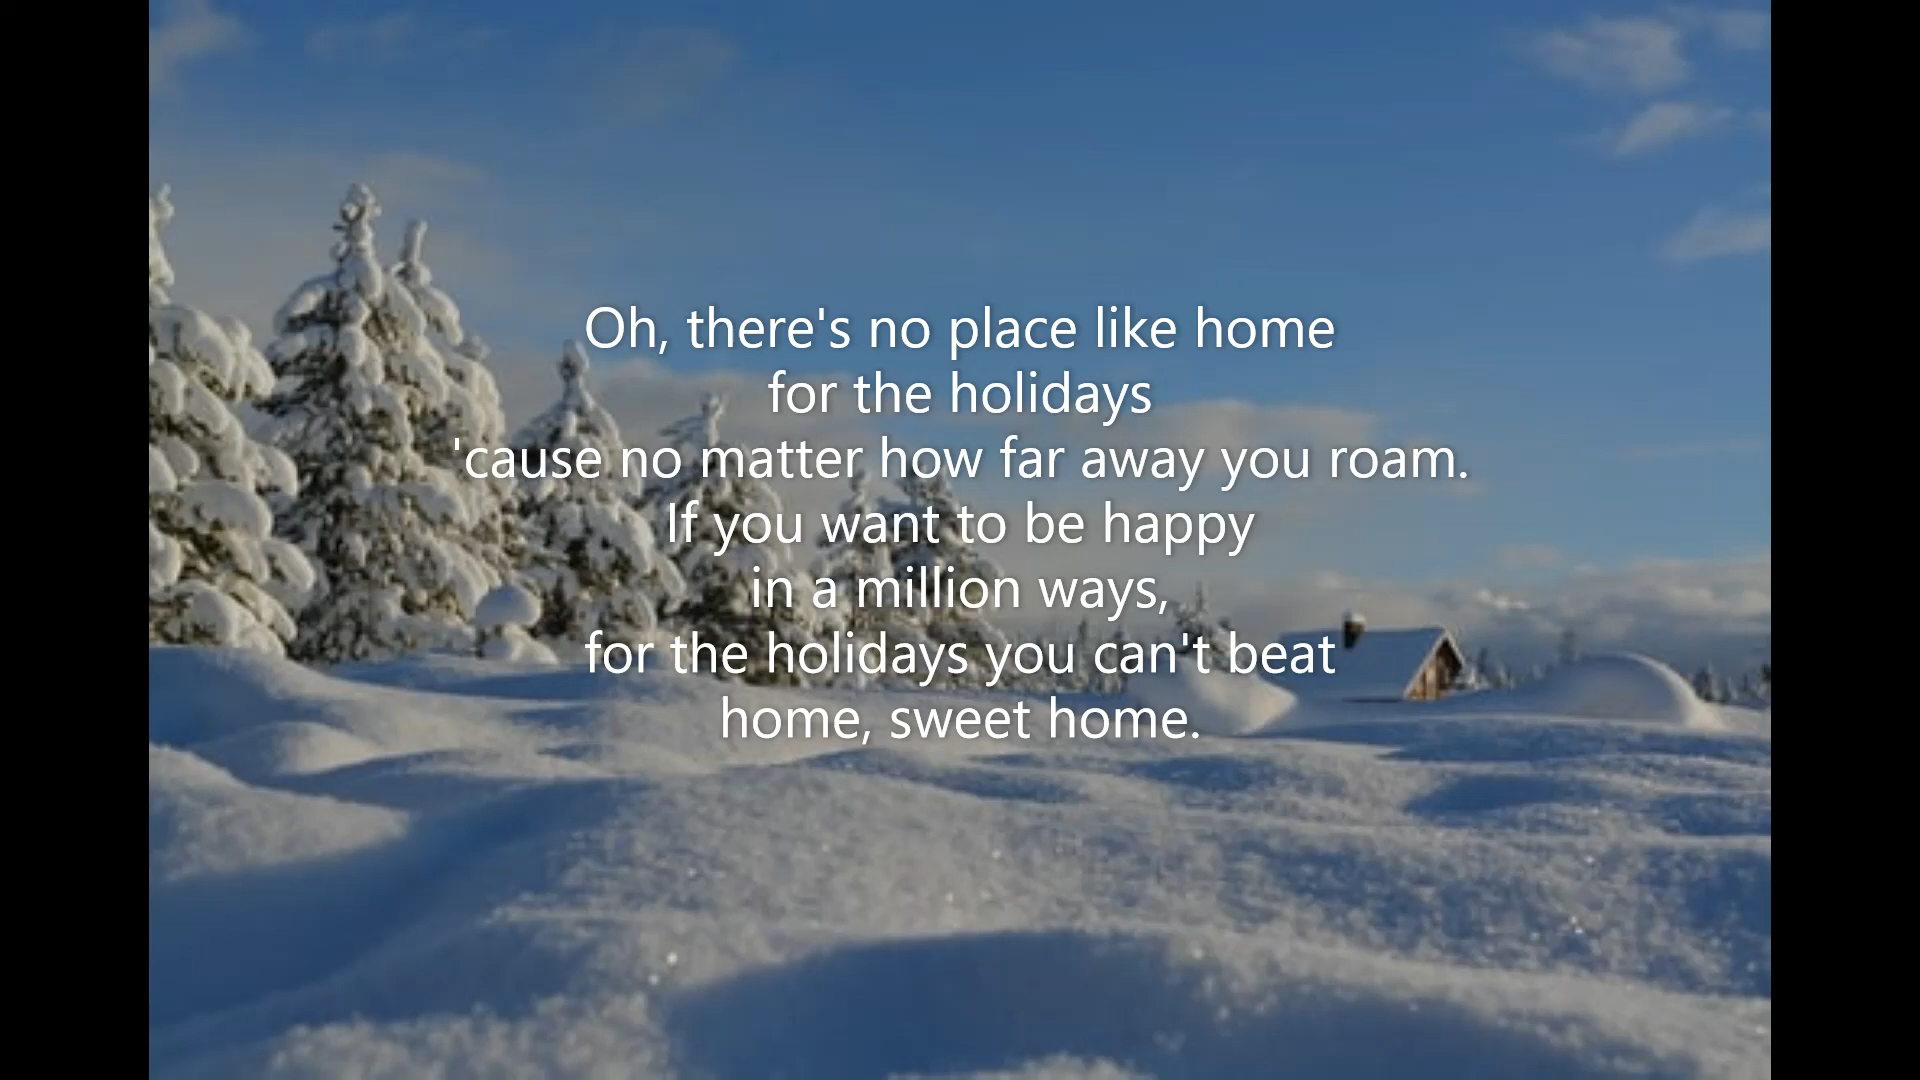 Oh, there's no place like home
for the holidays
'cause no matter how far away you roam.
If you want to be happy
in a million ways,
for the holidays you can't beat
home, sweet home.